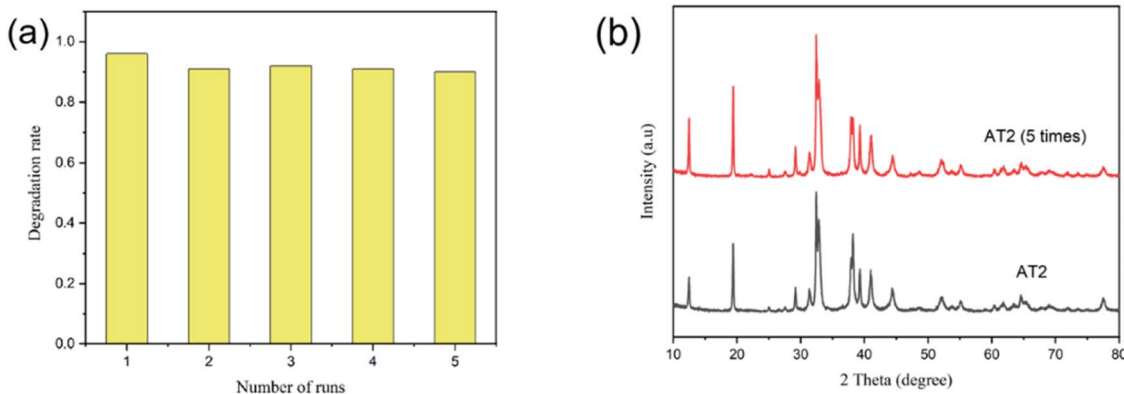 (a)
1.0
0.8
0.6
0.4
0.2
0.0
Degradation rate
1 2 3 4 5
Number of runs
(b)
Intensity (a.u)
AT2 (5 times)
AT2
10 20 30 40 50 60 70 80
2 Theta (degree)